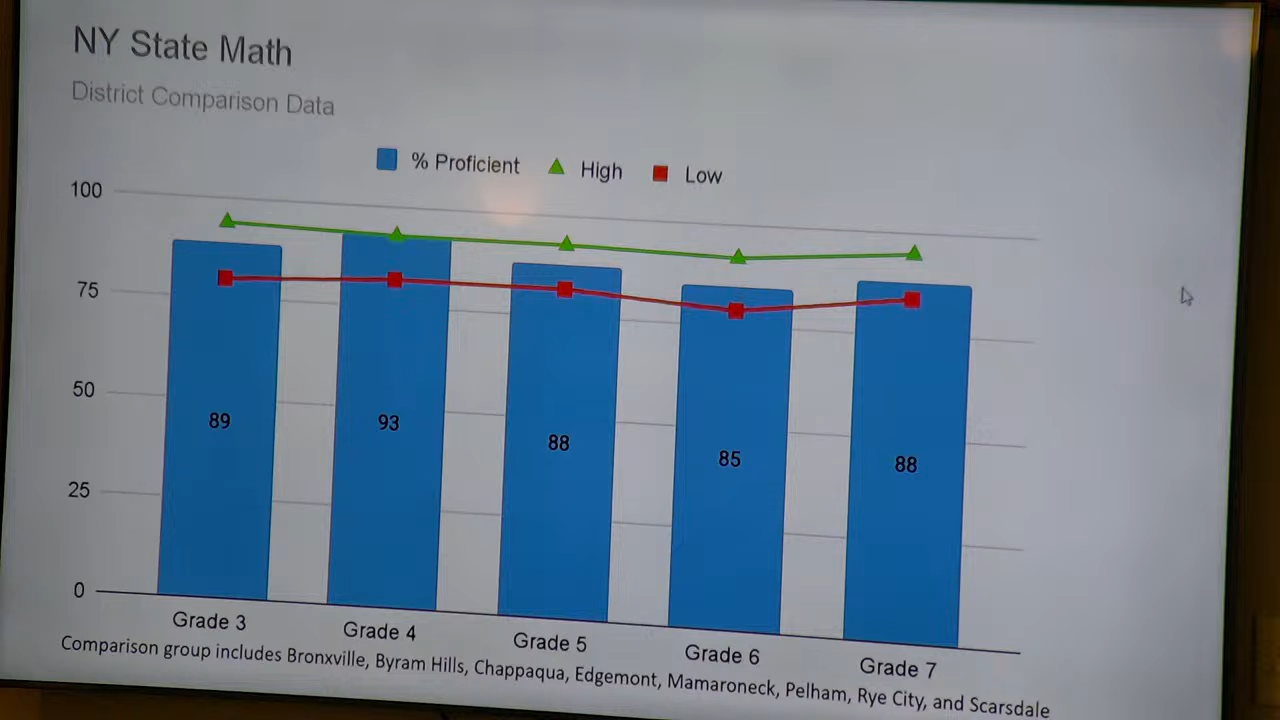 NY State Math
District Comparison Data
% Proficient High Low
100
75
50
25
0
89 93 88 85 88
Grade 3 Grade 4 Grade 5 Grade 6 Grade 7
Comparison group includes Bronxville, Byram Hills, Chappaqua, Edgemont, Mamaroneck, Pelham, Rye City, and Scarsdale